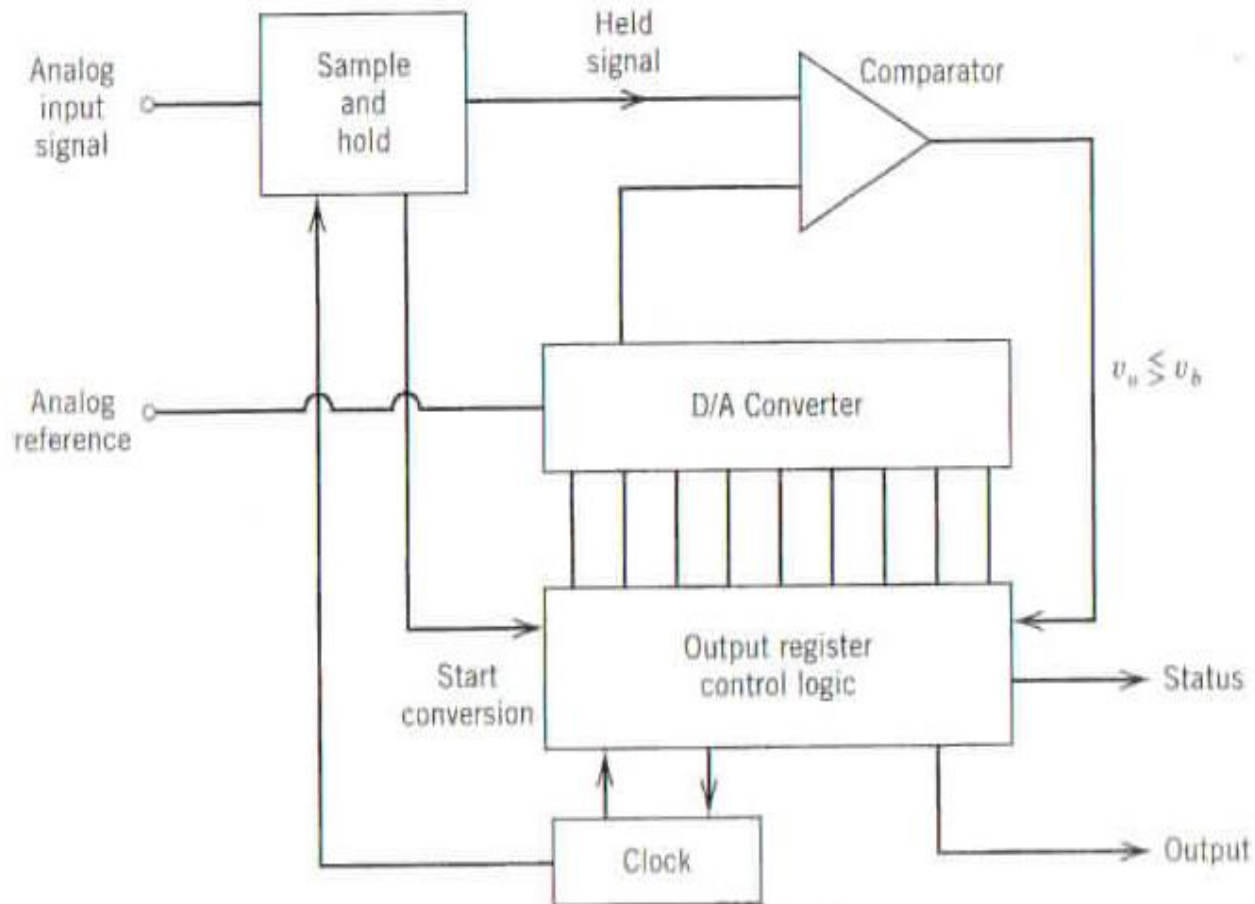 Analog
input
signal
Sample
and
hold
Held
signal
Comparator
Analog
reference
D/A Converter
Start
conversion
Output register
control logic
Status
Clock
Output